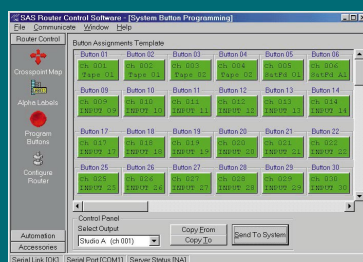 SAS Router Control Software - [System Button Programming]
File Communicate Window Help
Router Control
Crosspoint Map
Alpha Labels
Program Buttons
Configure Router
Automation
Accessories
Button Assignments Template
Button 01 Button 02 Button 03 Button 04 Button 05 Button 06
Ch 001 Ch 002 Ch 003 Ch 004 Ch 005 Ch 006
Tape 01 Tape 01 Tape 02 Tape 02 SatFd 01 SatFd A1
Button 09 Button 10 Button 11 Button 12 Button 13 Button 14
Ch 009 Ch 010 Ch 011 Ch 012 Ch 013 Ch 014
INPUT 09 INPUT 10 INPUT 11 INPUT 12 INPUT 13 INPUT 14
Button 17 Button 18 Button 19 Button 20 Button 21 Button 22
Ch 017 Ch 018 Ch 019 Ch 020 Ch 021 Ch 022
INPUT 17 INPUT 18 INPUT 19 INPUT 20 INPUT 21 INPUT 22
Button 25 Button 26 Button 27 Button 28 Button 29 Button 30
Ch 025 Ch 026 Ch 027 Ch 028 Ch 029 Ch 030
INPUT 25 INPUT 26 INPUT 27 INPUT 28 INPUT 29 INPUT 30
Control Panel
Select Output
Studio A (ch 001)
Copy From
Copy To
Send To System
Serial Link [OK] Serial Port [COM1] Server Status [NA]